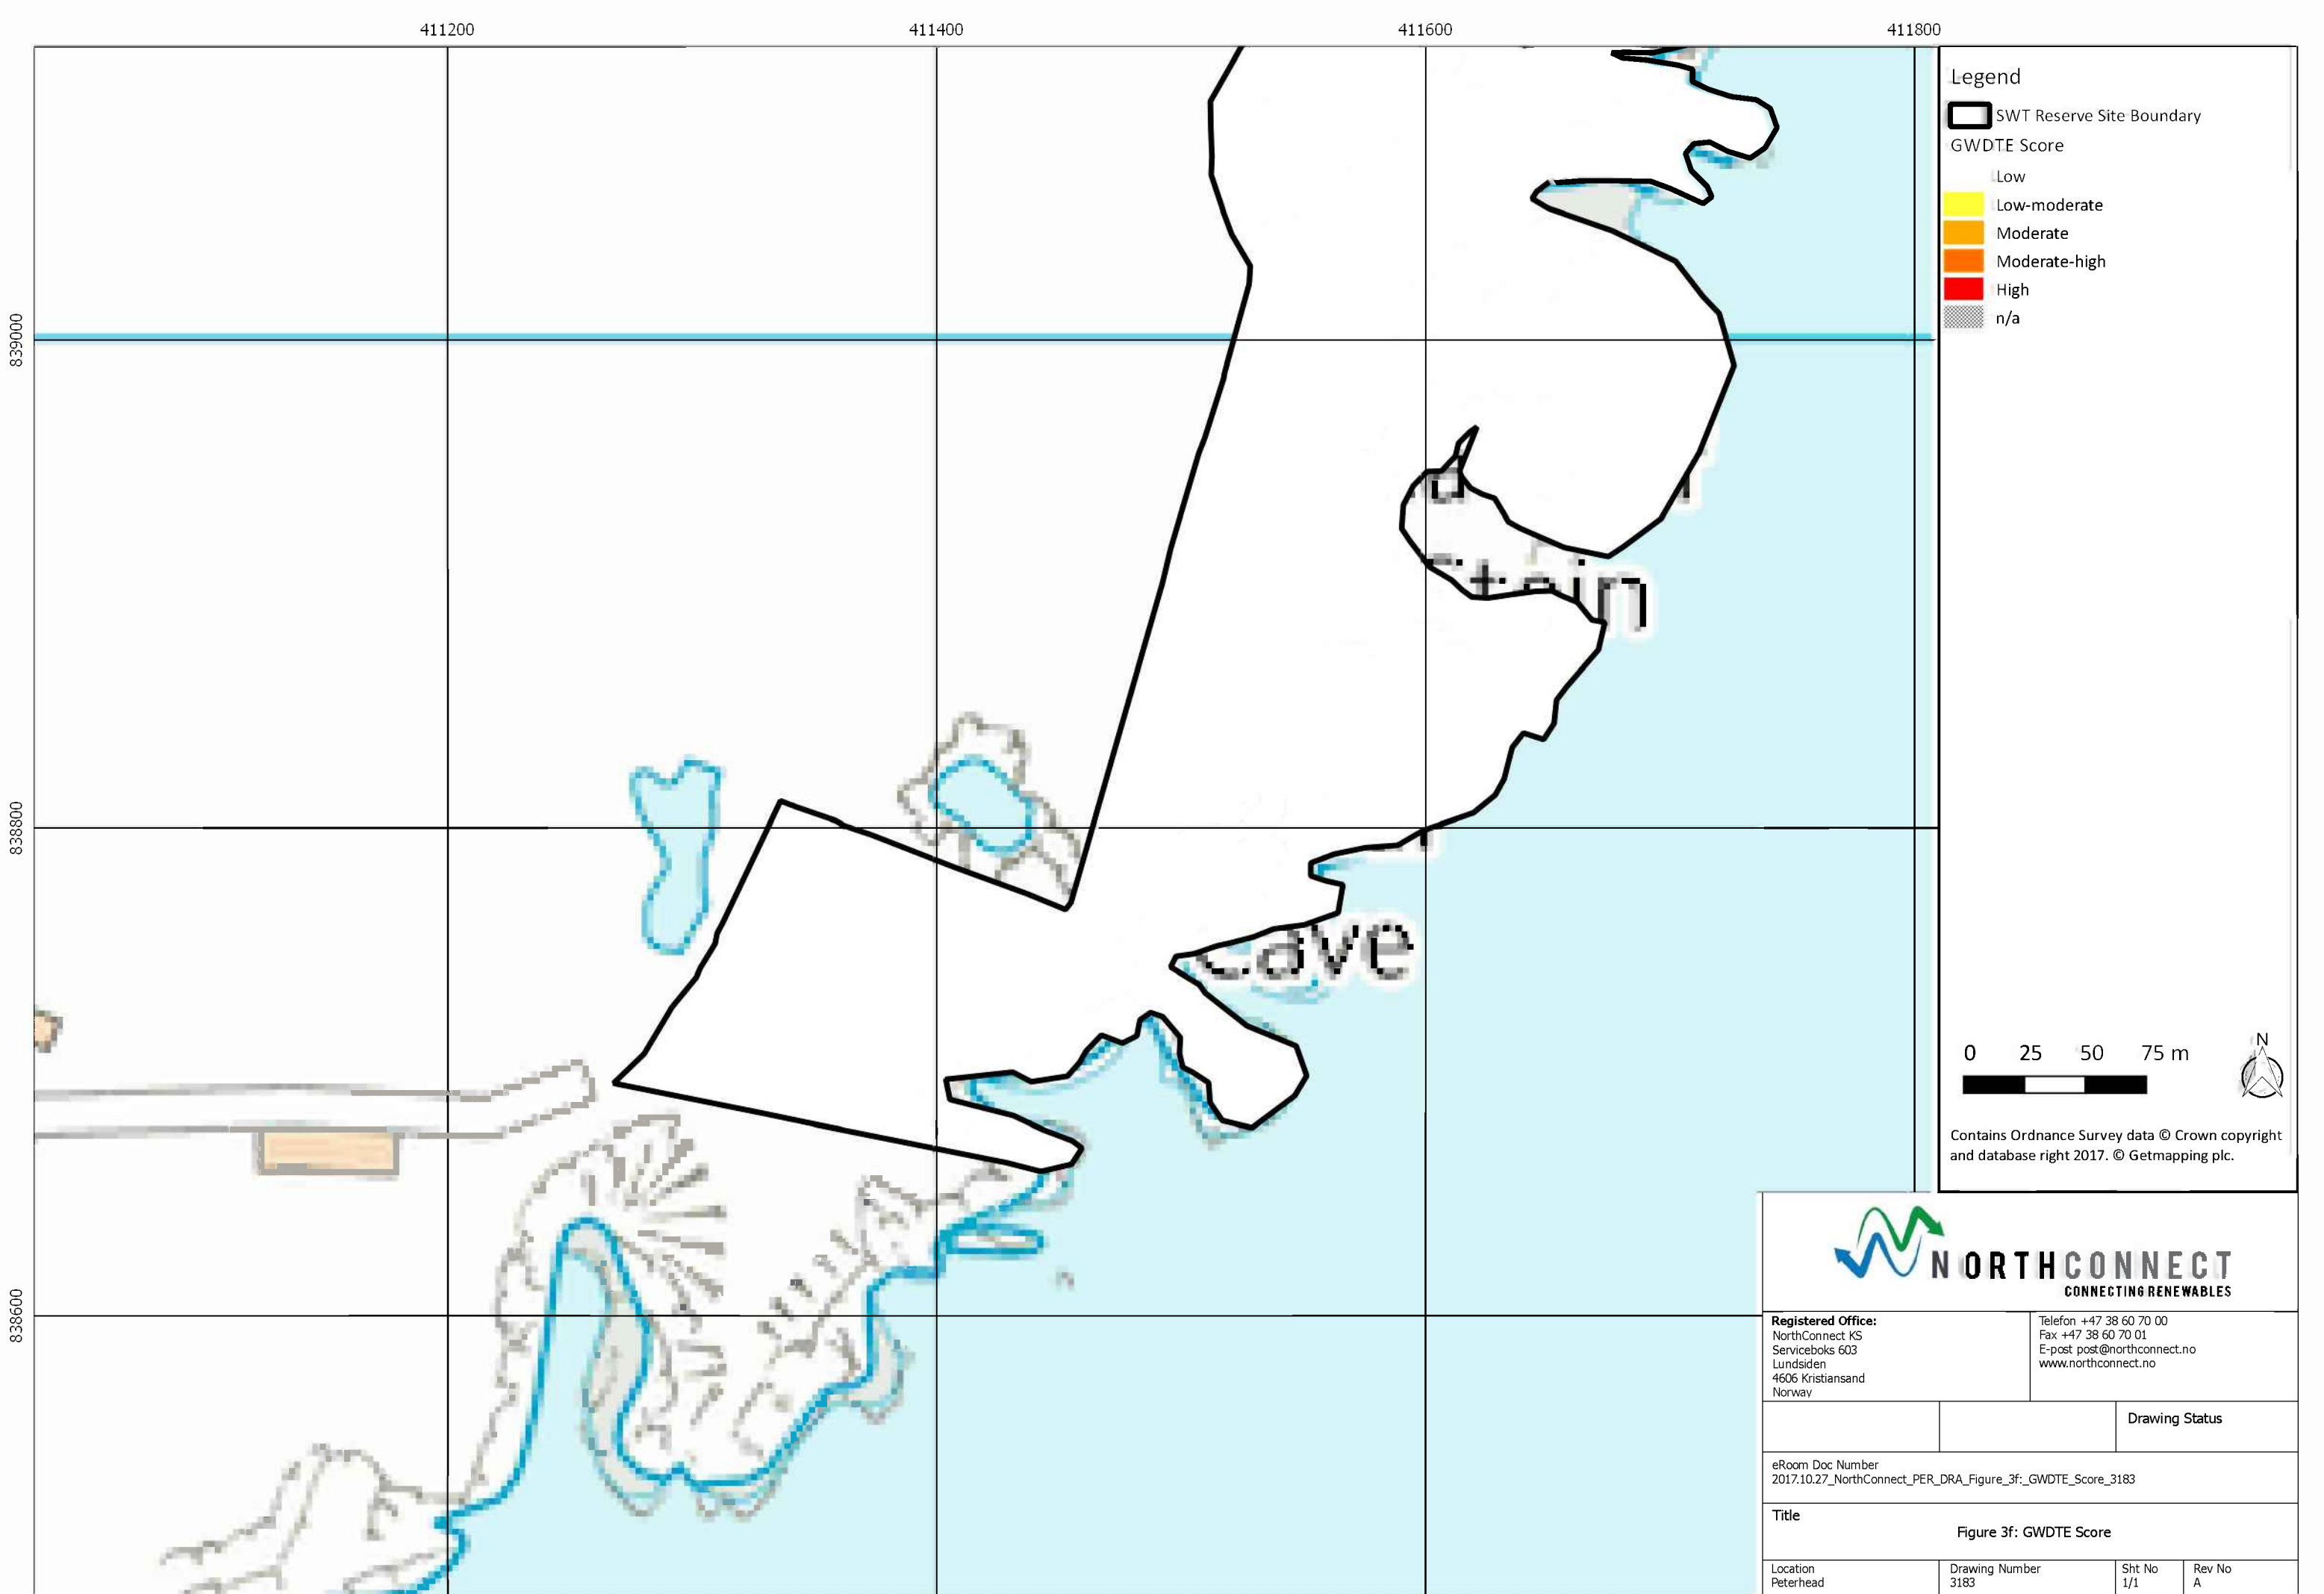 411200 411400 411600 411800
839000
838800
838600
Cave
Legend
SWT Reserve Site Boundary
GWDTE Score
Low
Low-moderate
Moderate
Moderate-high
High
n/a
0 25 50 75 m
N
Contains Ordnance Survey data © Crown copyright
and database right 2017. © Getmapping plc.
NORTHCONNECT
CONNECTING RENEWABLES
Registered Office:
NorthConnect KS
Serviceboks 603
Lundsiden
4606 Kristiansand
Norway
Telefon +47 38 60 70 00
Fax +47 38 60 70 01
E-post post@northconnect.no
www.northconnect.no
Drawing Status
eRoom Doc Number
2017.10.27_NorthConnect_PER_DRA_Figure_3f:_GWDTE_Score_3183
Title
Figure 3f: GWDTE Score
Location
Peterhead
Drawing Number
3183
Sht No
1/1
Rev No
A